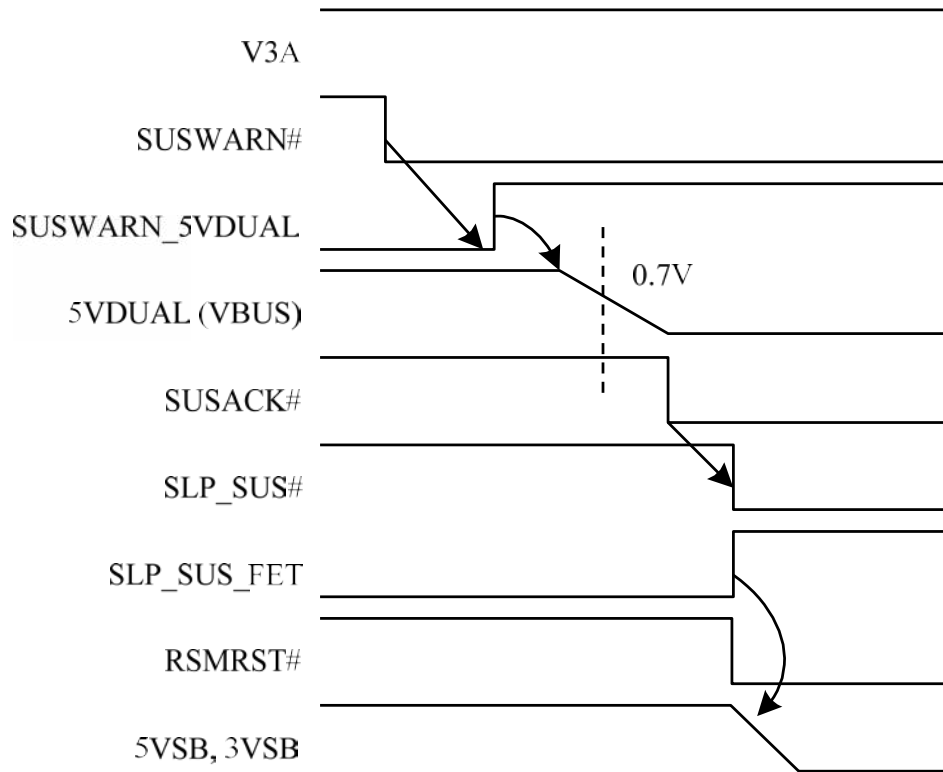 V3A
SUSWARN#
SUSWARN_5VDUAL
0.7V
5VDUAL (VBUS)
SUSACK#
SLP_SUS#
SLP_SUS_FET
RSMRST#
5VSB, 3VSB